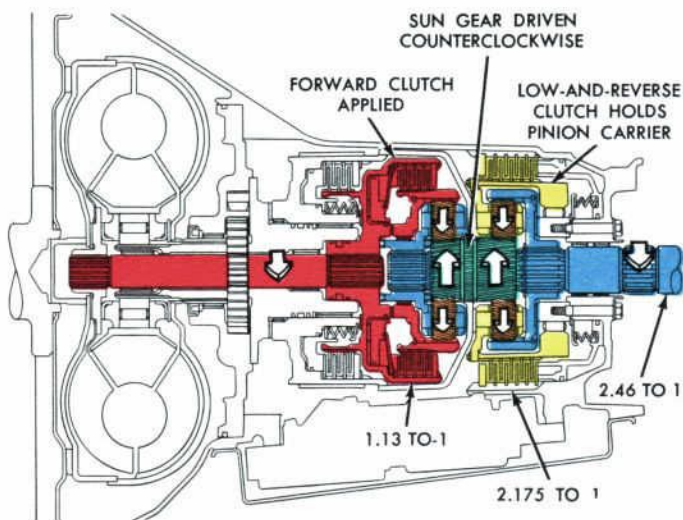 SUN GEAR DRIVEN
COUNTERCLOCKWISE
FORWARD CLUTCH
APPLIED
LOW-AND-REVERSE
CLUTCH HOLDS
PINION CARRIER
2.46 TO 1
1.13 TO-1
2.175 TO 1